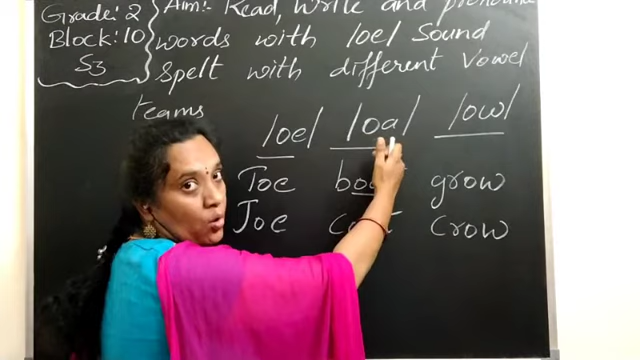 Grade: 2
Block: 10
S3
Aim:- Read, Write and pronounce
words with /oe/ Sound
Spelt with different Vowel
teams
/oe/ /oa/ /ow/
Toe grow
Joe crow